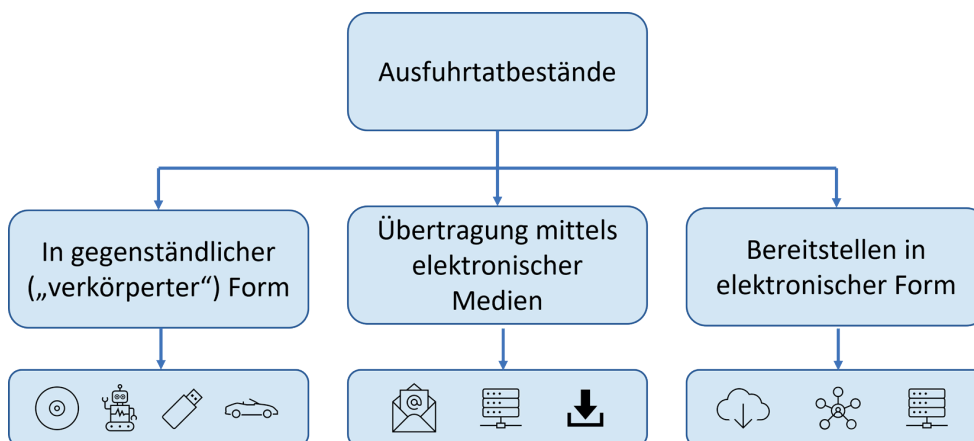 Ausfuhrtatbestände
In gegenständlicher
(„verkörperter“) Form
Übertragung mittels
elektronischer
Medien
Bereitstellen in
elektronischer Form
@